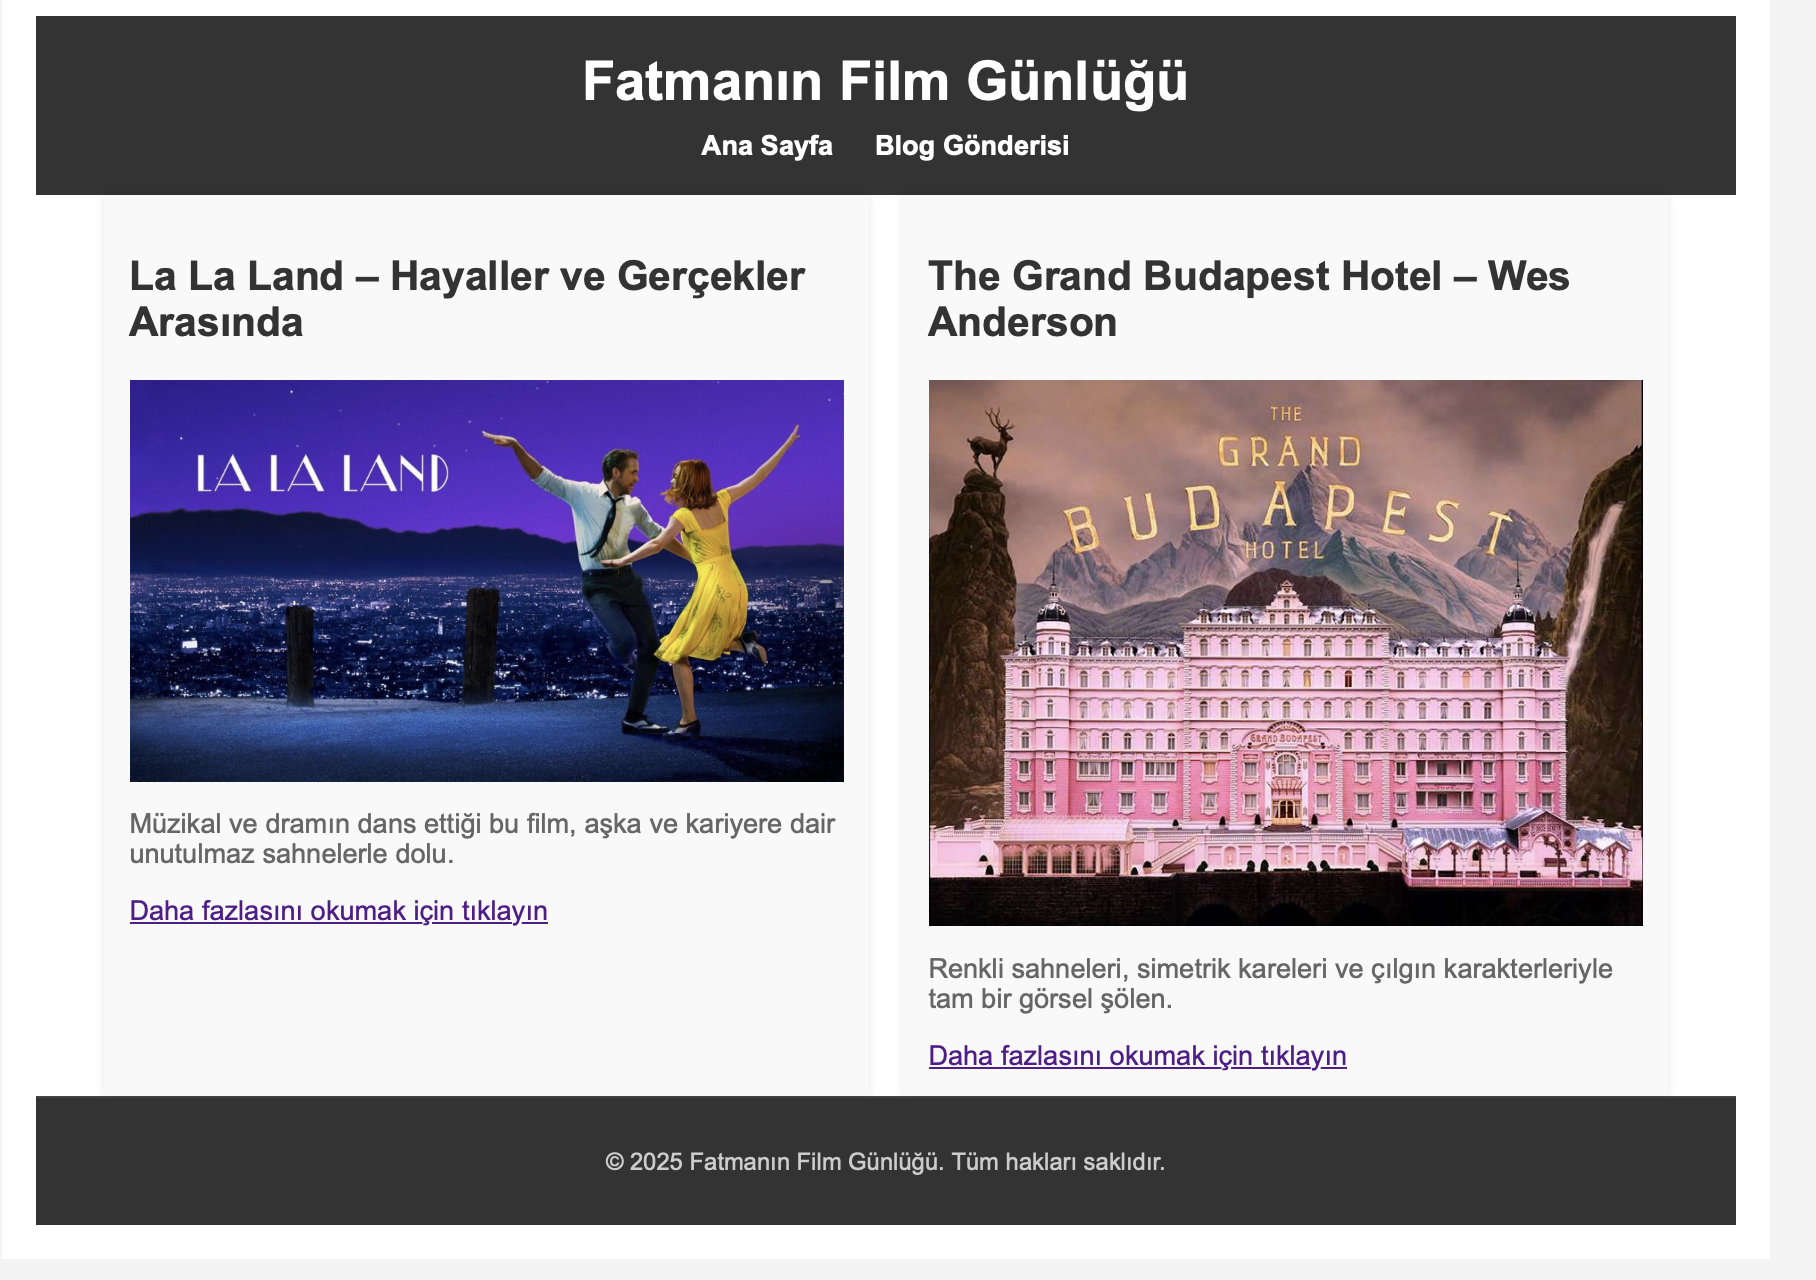 Fatmanın Film Günlüğü
Ana Sayfa Blog Gönderisi
La La Land – Hayaller ve Gerçekler
Arasında
LA LA LAND
Müzikal ve dramın dans ettiği bu film, aşka ve kariyere dair
unutulmaz sahnelerle dolu.
Daha fazlasını okumak için tıklayın
The Grand Budapest Hotel – Wes
Anderson
THE
GRAND
BUDAPEST
HOTEL
GRAND BUDAPEST
Renkli sahneleri, simetrik kareleri ve çılgın karakterleriyle
tam bir görsel şölen.
Daha fazlasını okumak için tıklayın
© 2025 Fatmanın Film Günlüğü. Tüm hakları saklıdır.